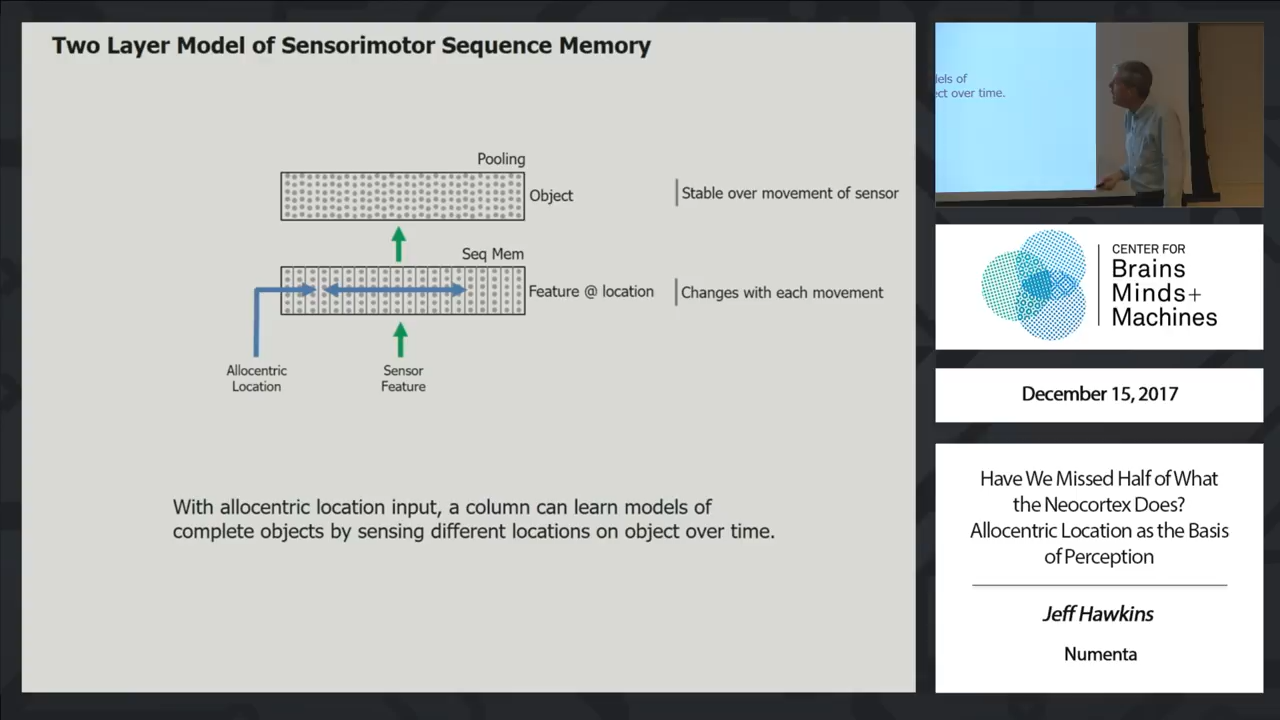 Two Layer Model of Sensorimotor Sequence Memory
Pooling
Object
Stable over movement of sensor
Seq Mem
Feature @ location
Changes with each movement
Allocentric
Location
Sensor
Feature
With allocentric location input, a column can learn models of
complete objects by sensing different locations on object over time.
of
over time.
CENTER FOR
Brains
Minds+
Machines
December 15, 2017
Have We Missed Half of What
the Neocortex Does?
Allocentric Location as the Basis
of Perception
Jeff Hawkins
Numenta